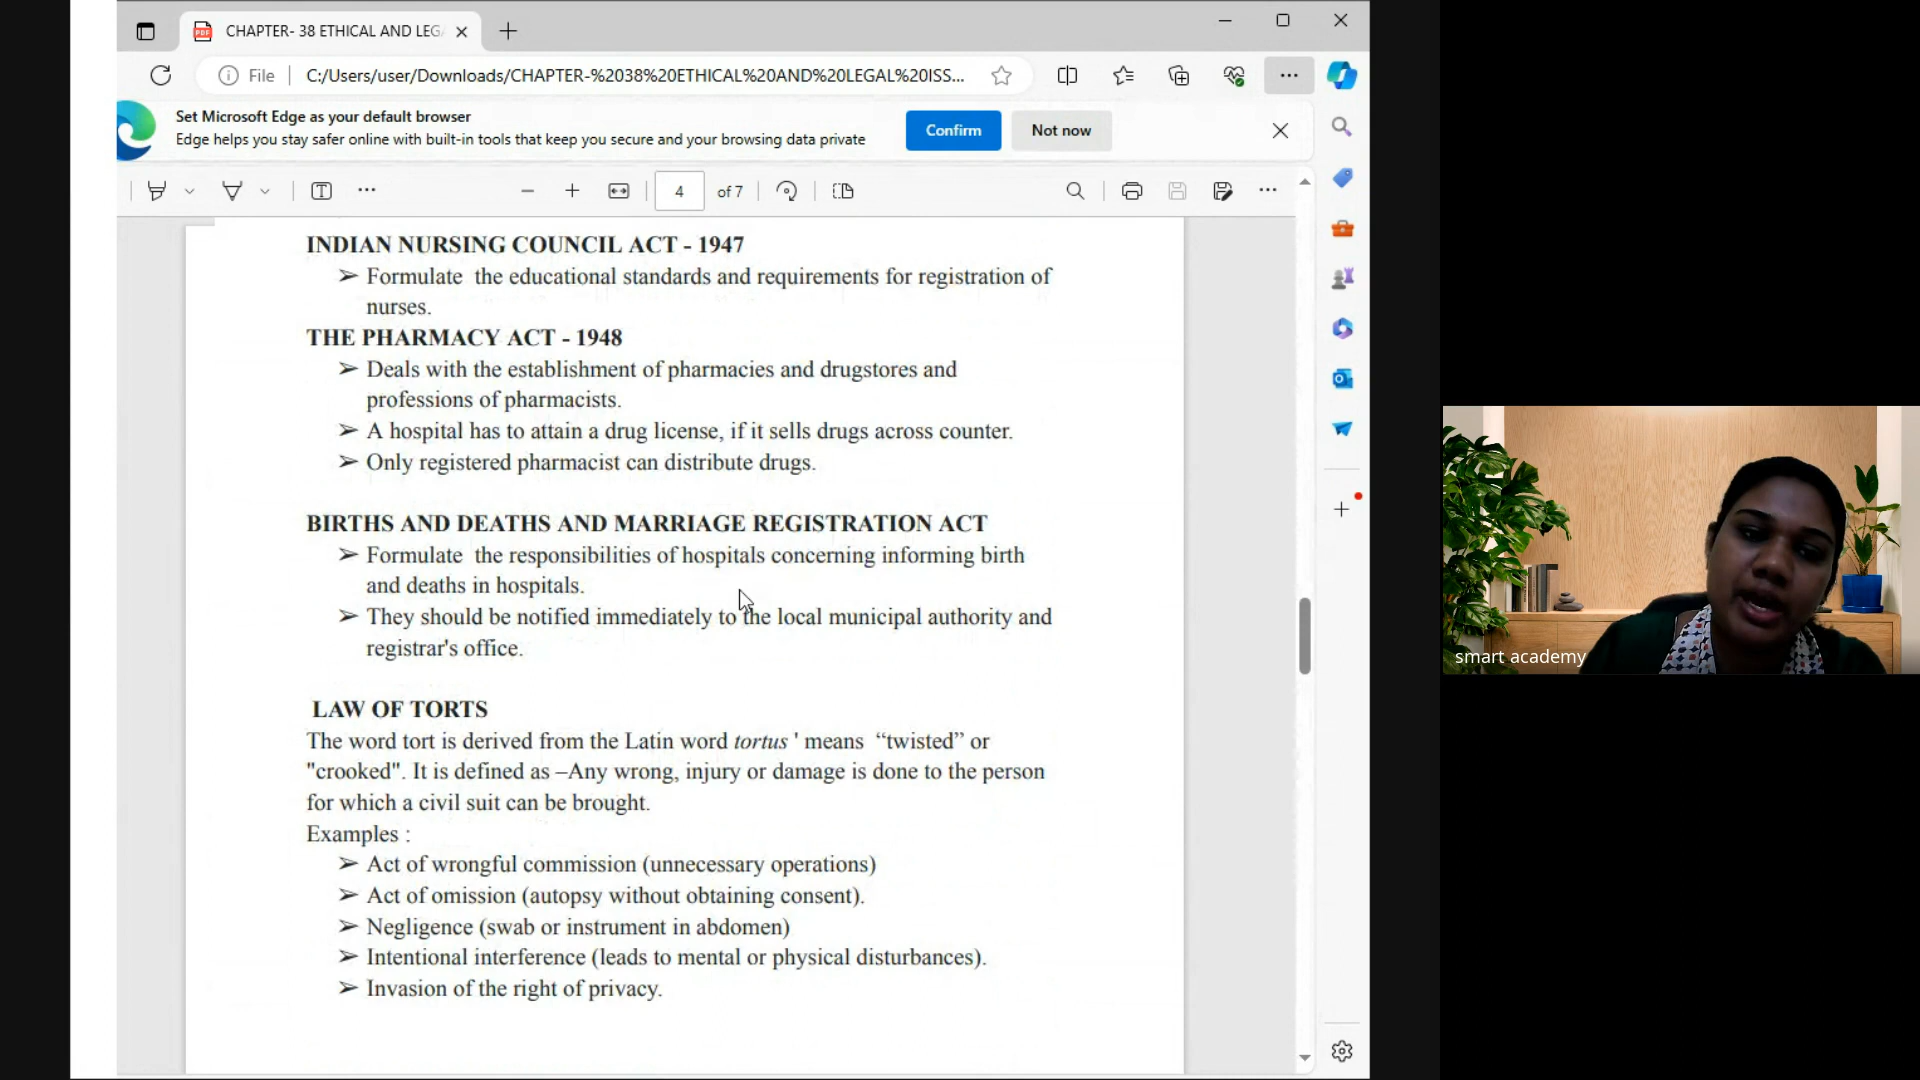 CHAPTER- 38 ETHICAL AND LEG
File
C:/Users/user/Downloads/CHAPTER-%2038%20ETHICAL%20AND%20LEGAL%20ISS...
Set Microsoft Edge as your default browser
Edge helps you stay safer online with built-in tools that keep you secure and your browsing data private
Confirm
Not now
4 of 7
INDIAN NURSING COUNCIL ACT - 1947
➢ Formulate the educational standards and requirements for registration of
nurses.
THE PHARMACY ACT - 1948
➢ Deals with the establishment of pharmacies and drugstores and
professions of pharmacists.
➢ A hospital has to attain a drug license, if it sells drugs across counter.
➢ Only registered pharmacist can distribute drugs.
BIRTHS AND DEATHS AND MARRIAGE REGISTRATION ACT
➢ Formulate the responsibilities of hospitals concerning informing birth
and deaths in hospitals.
➢ They should be notified immediately to the local municipal authority and
registrar's office.
LAW OF TORTS
The word tort is derived from the Latin word tortus ' means “twisted” or
"crooked". It is defined as –Any wrong, injury or damage is done to the person
for which a civil suit can be brought.
Examples :
➢ Act of wrongful commission (unnecessary operations)
➢ Act of omission (autopsy without obtaining consent).
➢ Negligence (swab or instrument in abdomen)
➢ Intentional interference (leads to mental or physical disturbances).
➢ Invasion of the right of privacy.
smart academy